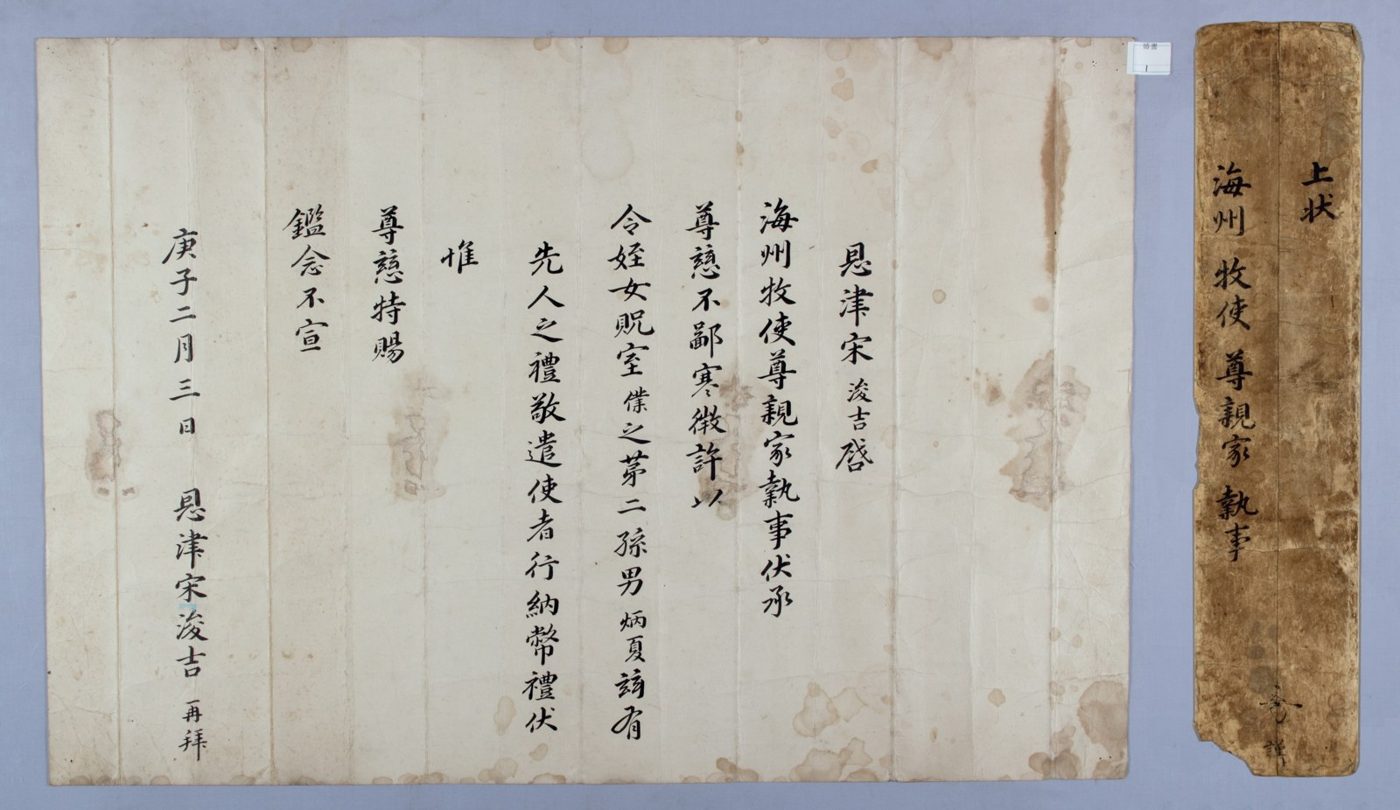 上状
海州 牧使 尊親家 執事
恩津宋浚吉啓
海州牧使尊親家執事伏承
尊慈不鄙寒微許以
令姪女貺室僕之第二孫男炳夏玆有
先人之禮敬遣使者行納幣禮伏
惟
尊慈特賜
鑑念不宣
庚子二月三日 恩津宋浚吉 再拜
1